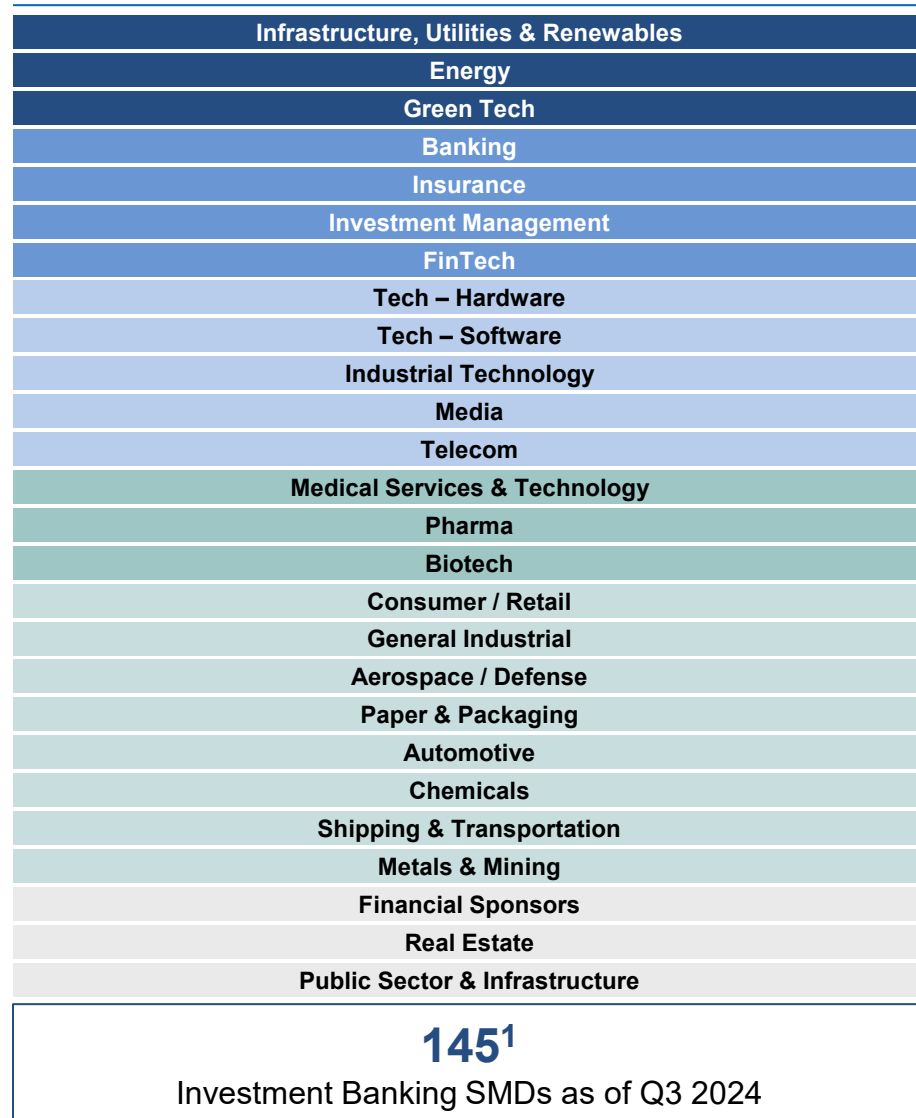 Infrastructure, Utilities & Renewables
Energy
Green Tech
Banking
Insurance
Investment Management
FinTech
Tech – Hardware
Tech – Software
Industrial Technology
Media
Telecom
Medical Services & Technology
Pharma
Biotech
Consumer / Retail
General Industrial
Aerospace / Defense
Paper & Packaging
Automotive
Chemicals
Shipping & Transportation
Metals & Mining
Financial Sponsors
Real Estate
Public Sector & Infrastructure
145¹
Investment Banking SMDs as of Q3 2024